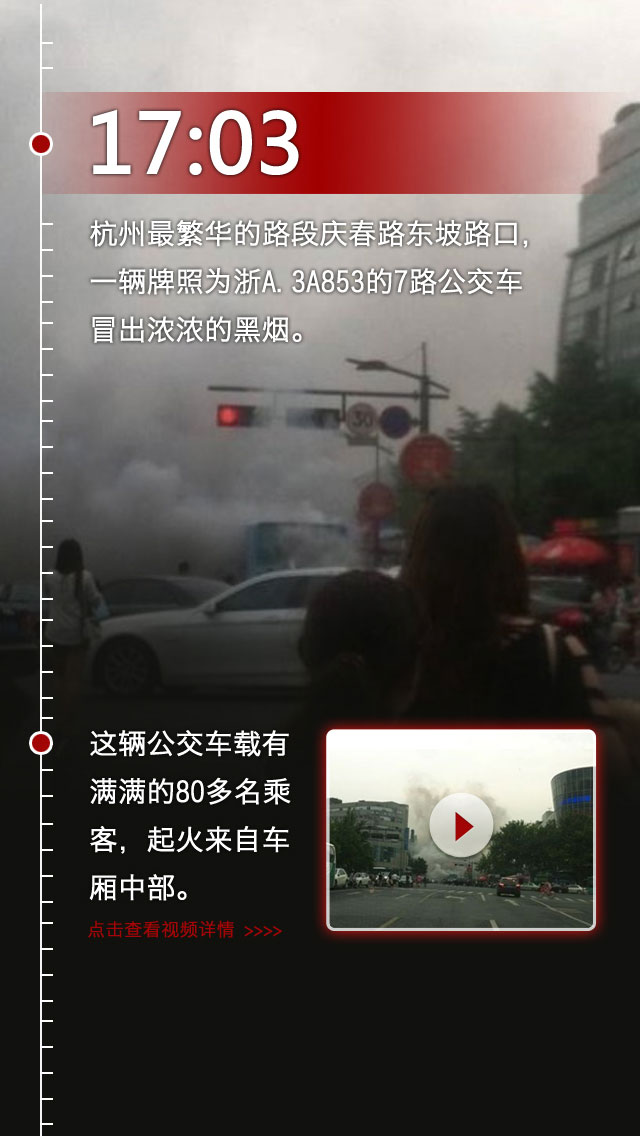 17:03
杭州最繁华的路段庆春路东坡路口，
一辆牌照为浙A.3A853的7路公交车
冒出浓浓的黑烟。
30
这辆公交车载有
满满的80多名乘
客，起火来自车
厢中部。
点击查看视频详情 >>>>